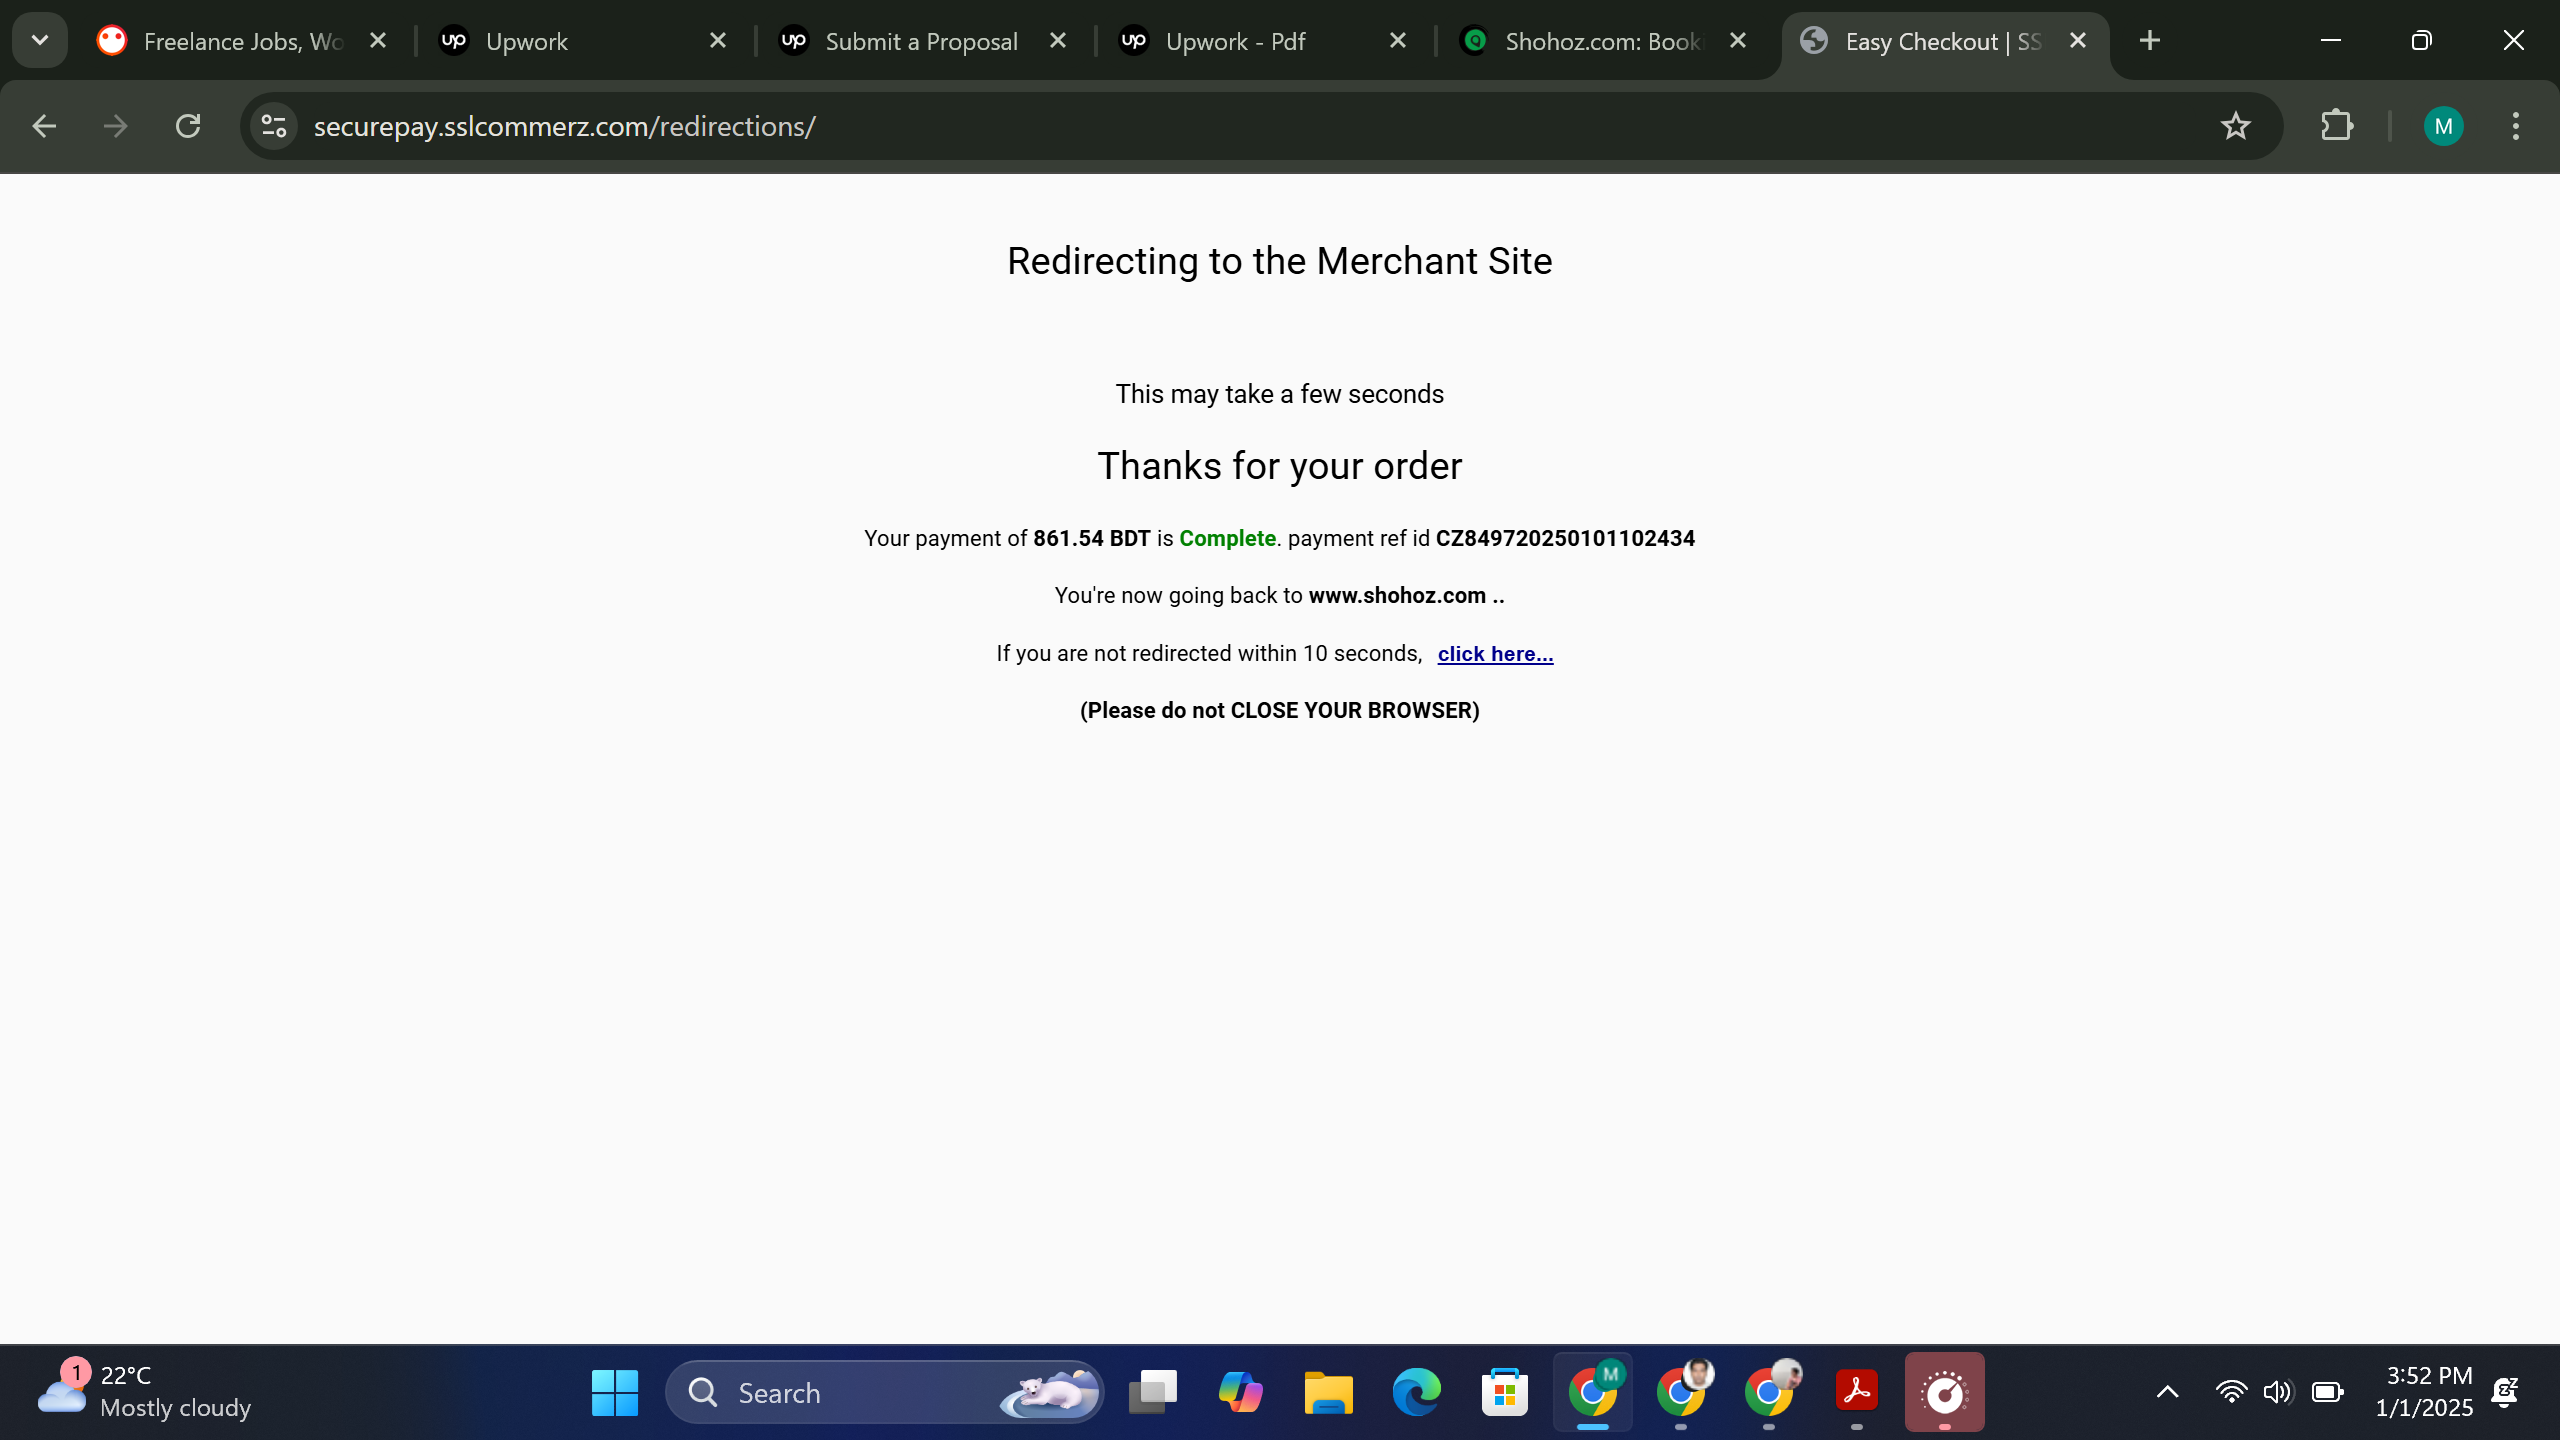 Freelance Jobs, Wo
Upwork
Submit a Proposal
Upwork - Pdf
Shohoz.com: Book
Easy Checkout | SS
securepay.sslcommerz.com/redirections/
M
Redirecting to the Merchant Site
This may take a few seconds
Thanks for your order
Your payment of 861.54 BDT is Complete. payment ref id CZ849720250101102434
You're now going back to www.shohoz.com ..
If you are not redirected within 10 seconds, click here...
(Please do not CLOSE YOUR BROWSER)
1
22°C
Mostly cloudy
Search
M
3:52 PM
1/1/2025